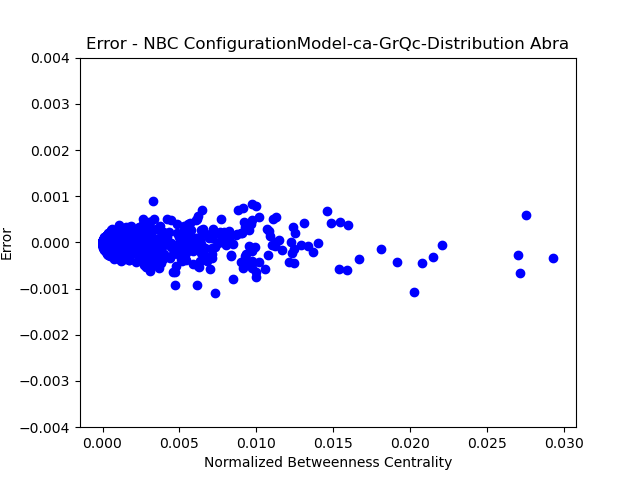 Error - NBC ConfigurationModel-ca-GrQc-Distribution Abra
0.004
0.003
0.002
0.001
0.000
−0.001
−0.002
−0.003
−0.004
Error
0.000 0.005 0.010 0.015 0.020 0.025 0.030
Normalized Betweenness Centrality